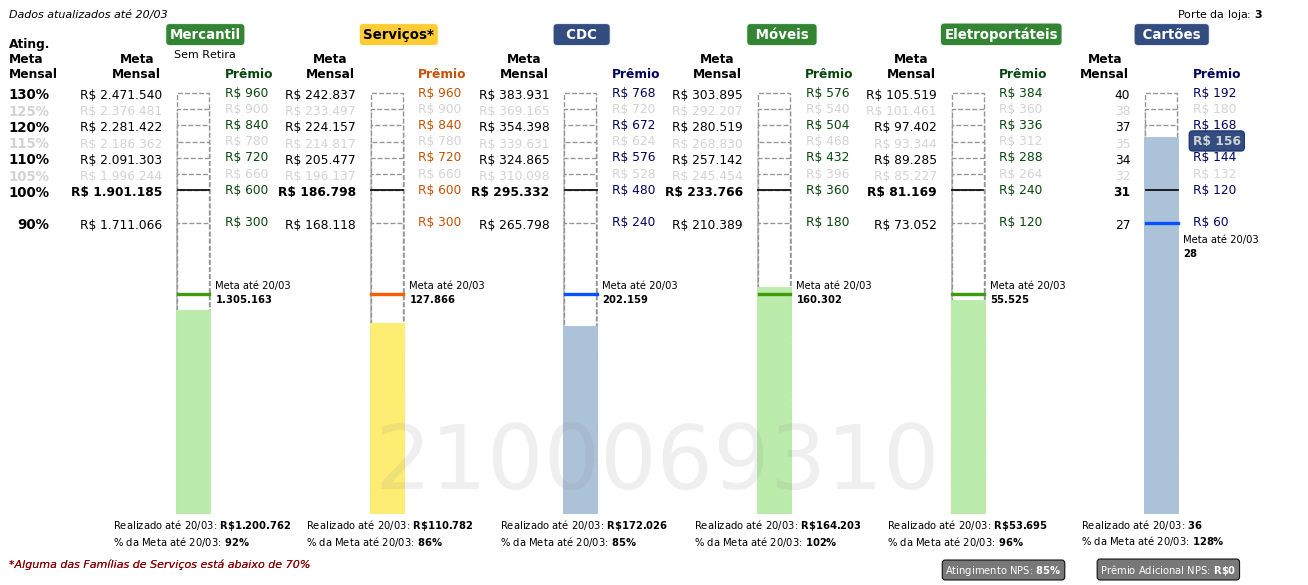 Dados atualizados até 20/03 Porte da loja: 3
Mercantil Serviços* CDC Móveis Eletroportáteis Cartões
Sem Retira
Ating. Meta Mensal Meta Mensal Prêmio Meta Mensal Prêmio Meta Mensal Prêmio Meta Mensal Prêmio Meta Mensal Prêmio Meta Mensal Prêmio
130% R$ 2.471.540 R$ 960 R$ 242.837 R$ 960 R$ 383.931 R$ 768 R$ 303.895 R$ 576 R$ 105.519 R$ 384 40 R$ 192
125% R$ 2.376.481 R$ 900 R$ 233.497 R$ 900 R$ 369.165 R$ 720 R$ 292.207 R$ 540 R$ 101.461 R$ 360 38 R$ 180
120% R$ 2.281.422 R$ 840 R$ 224.157 R$ 840 R$ 354.398 R$ 672 R$ 280.519 R$ 504 R$ 97.402 R$ 336 37 R$ 168
115% R$ 2.186.362 R$ 780 R$ 214.817 R$ 780 R$ 339.631 R$ 624 R$ 268.830 R$ 468 R$ 93.344 R$ 312 35 R$ 156
110% R$ 2.091.303 R$ 720 R$ 205.477 R$ 720 R$ 324.865 R$ 576 R$ 257.142 R$ 432 R$ 89.285 R$ 288 34 R$ 144
105% R$ 1.996.244 R$ 660 R$ 196.137 R$ 660 R$ 310.098 R$ 528 R$ 245.454 R$ 396 R$ 85.227 R$ 264 32 R$ 132
100% R$ 1.901.185 R$ 600 R$ 186.798 R$ 600 R$ 295.332 R$ 480 R$ 233.766 R$ 360 R$ 81.169 R$ 240 31 R$ 120
90% R$ 1.711.066 R$ 300 R$ 168.118 R$ 300 R$ 265.798 R$ 240 R$ 210.389 R$ 180 R$ 73.052 R$ 120 27 R$ 60
Meta até 20/03
28
Meta até 20/03 Meta até 20/03 Meta até 20/03 Meta até 20/03 Meta até 20/03
1.305.163 127.866 202.159 160.302 55.525
2100069310
Realizado até 20/03: R$1.200.762 Realizado até 20/03: R$110.782 Realizado até 20/03: R$172.026 Realizado até 20/03: R$164.203 Realizado até 20/03: R$53.695 Realizado até 20/03: 36
% da Meta até 20/03: 92% % da Meta até 20/03: 86% % da Meta até 20/03: 85% % da Meta até 20/03: 102% % da Meta até 20/03: 96% % da Meta até 20/03: 128%
*Alguma das Famílias de Serviços está abaixo de 70% Atingimento NPS: 85% Prêmio Adicional NPS: R$0